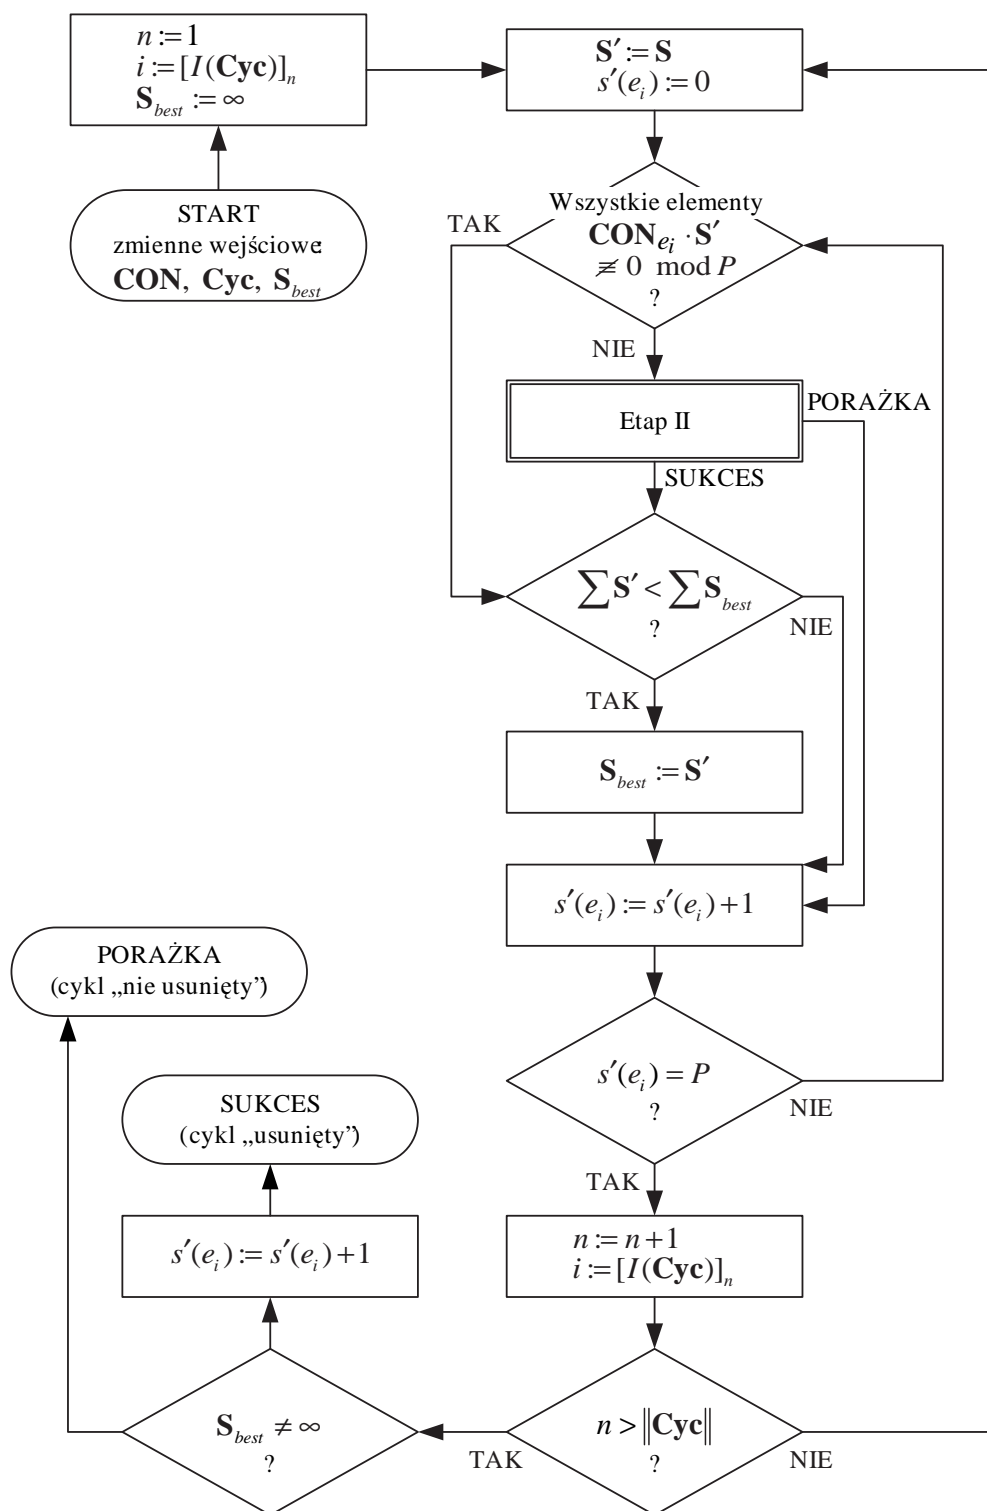 n := 1
i := [I(Cyc)]_n
S_best := ∞
S′ := S
s′(e_i) := 0
START
zmienne wejściowe:
CON, Cyc, S_best
Wszystkie elementy
CON_{e_i} · S′
≢ 0 mod P
?
TAK
NIE
Etap II
PORAŻKA
SUKCES
∑S′ < ∑S_best
?
NIE
TAK
S_best := S′
s′(e_i) := s′(e_i) + 1
PORAŻKA
(cykl „nie usunięty”)
s′(e_i) = P
?
NIE
TAK
SUKCES
(cykl „usunięty”)
s′(e_i) := s′(e_i) + 1
n := n + 1
i := [I(Cyc)]_n
S_best ≠ ∞
?
TAK
n > ‖Cyc‖
?
NIE